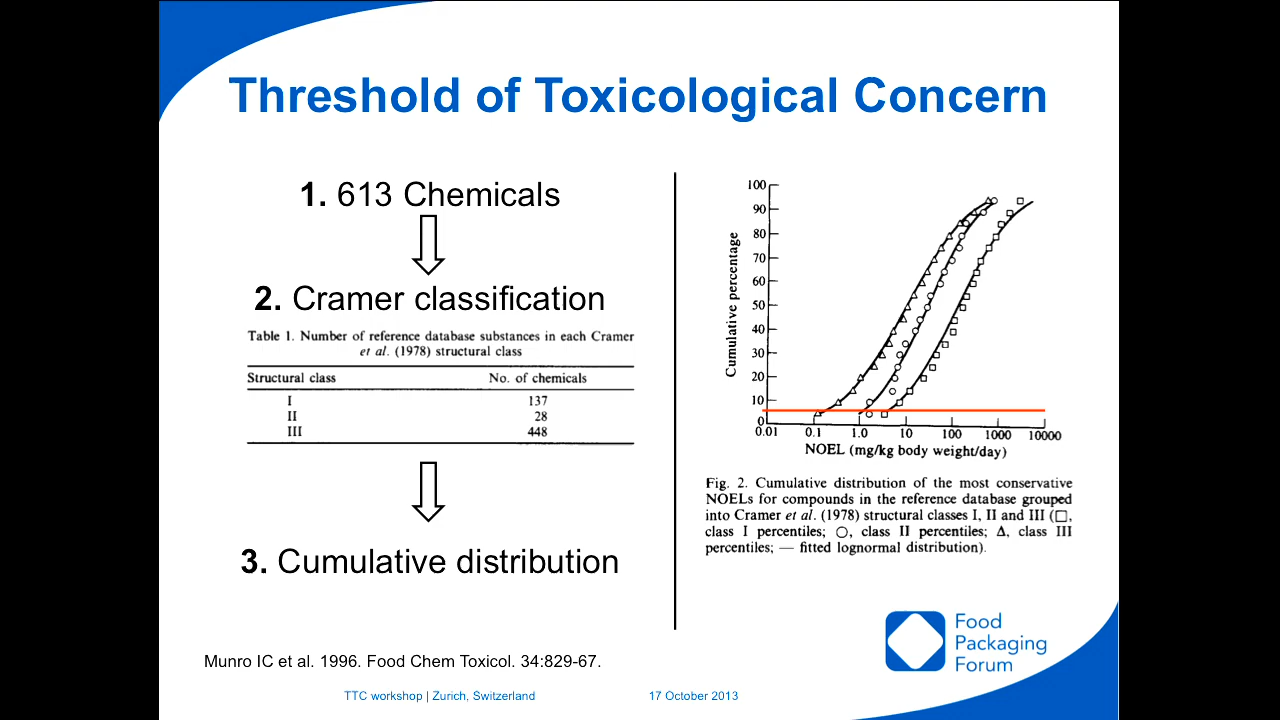 Threshold of Toxicological Concern
1. 613 Chemicals
2. Cramer classification
Table 1. Number of reference database substances in each Cramer
et al. (1978) structural class
Structural class No. of chemicals
I 137
II 28
III 448
3. Cumulative distribution
Cumulative percentage
100
90
80
70
60
50
40
30
20
10
0
0.01 0.1 1.0 10 100 1000 10000
NOEL (mg/kg body weight/day)
Fig. 2. Cumulative distribution of the most conservative
NOELs for compounds in the reference database grouped
into Cramer et al. (1978) structural classes I, II and III (□,
class I percentiles; ○, class II percentiles; Δ, class III
percentiles; — fitted lognormal distribution).
Food
Packaging
Forum
Munro IC et al. 1996. Food Chem Toxicol. 34:829-67.
TTC workshop | Zurich, Switzerland 17 October 2013